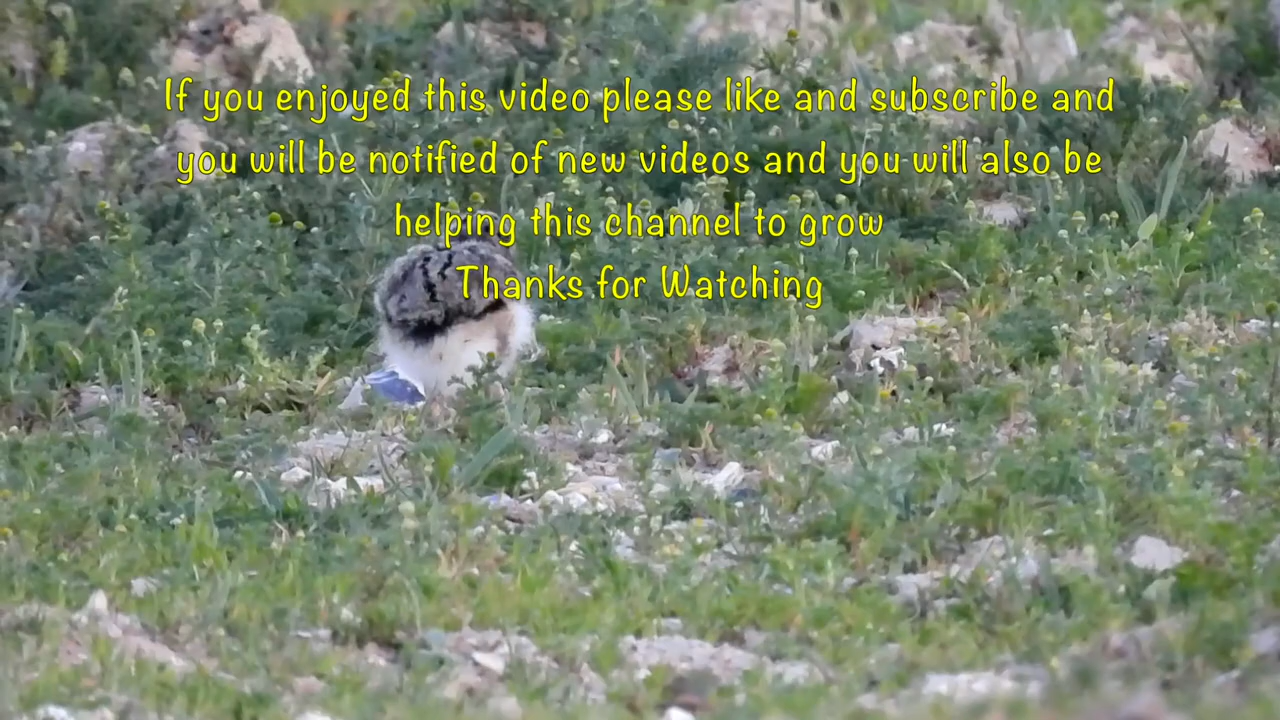 If you enjoyed this video please like and subscribe and
you will be notified of new videos and you will also be
helping this channel to grow
Thanks for Watching